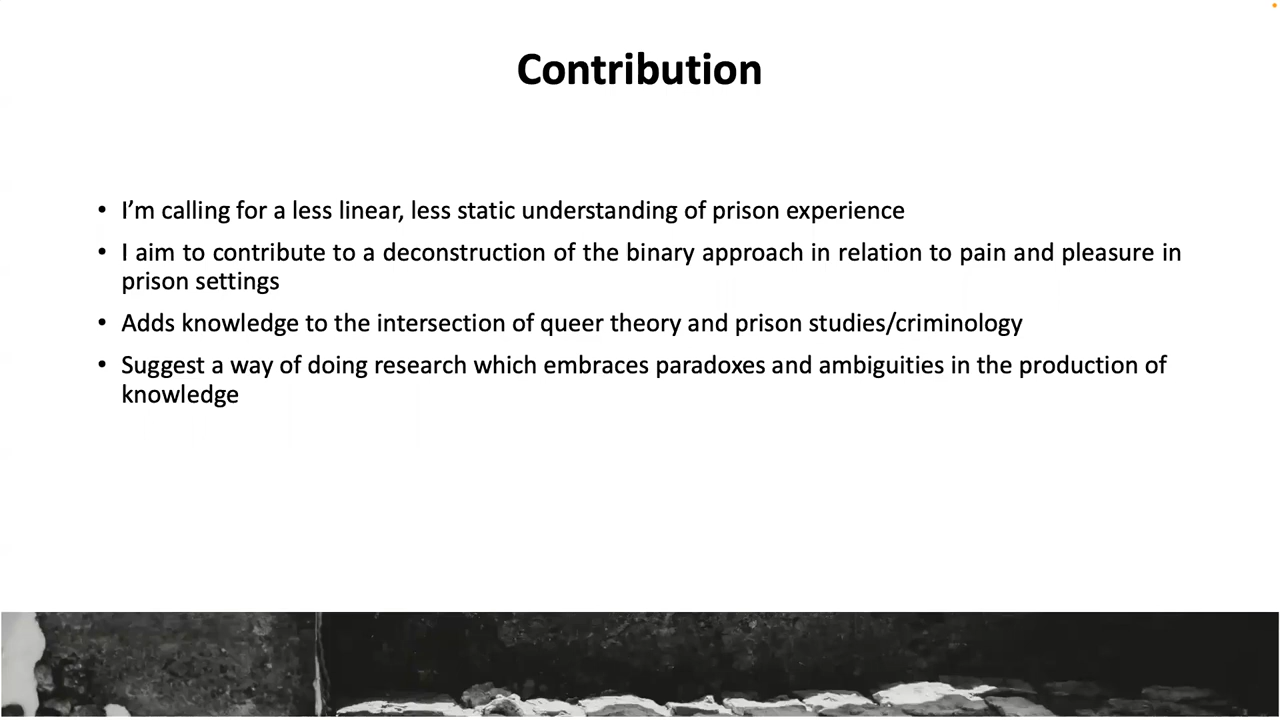 Contribution
• I’m calling for a less linear, less static understanding of prison experience
• I aim to contribute to a deconstruction of the binary approach in relation to pain and pleasure in
prison settings
• Adds knowledge to the intersection of queer theory and prison studies/criminology
• Suggest a way of doing research which embraces paradoxes and ambiguities in the production of
knowledge